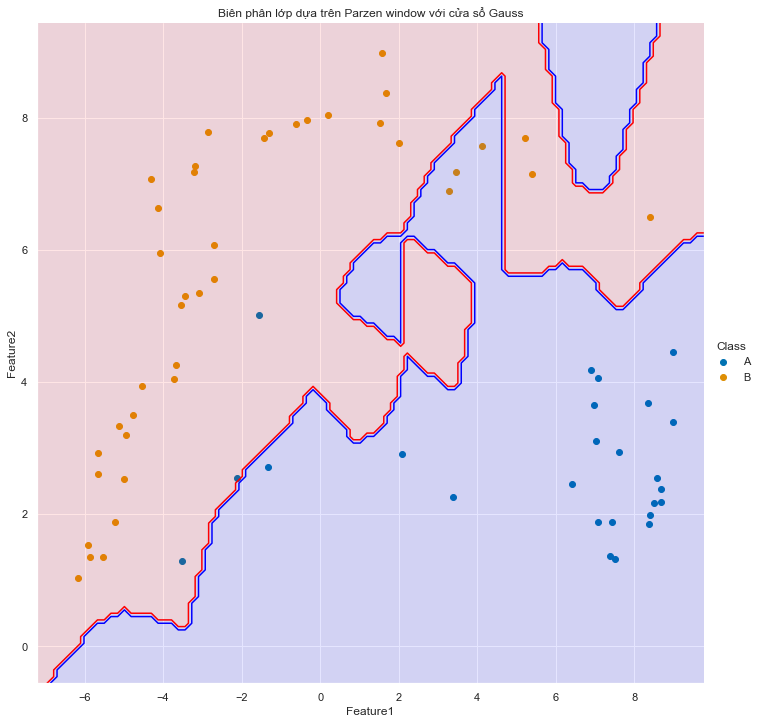 Biên phân lớp dựa trên Parzen window với cửa sổ Gauss
8
6
4
2
0
Feature2
−6
−4
−2
0
2
4
6
8
Feature1
Class
A
B